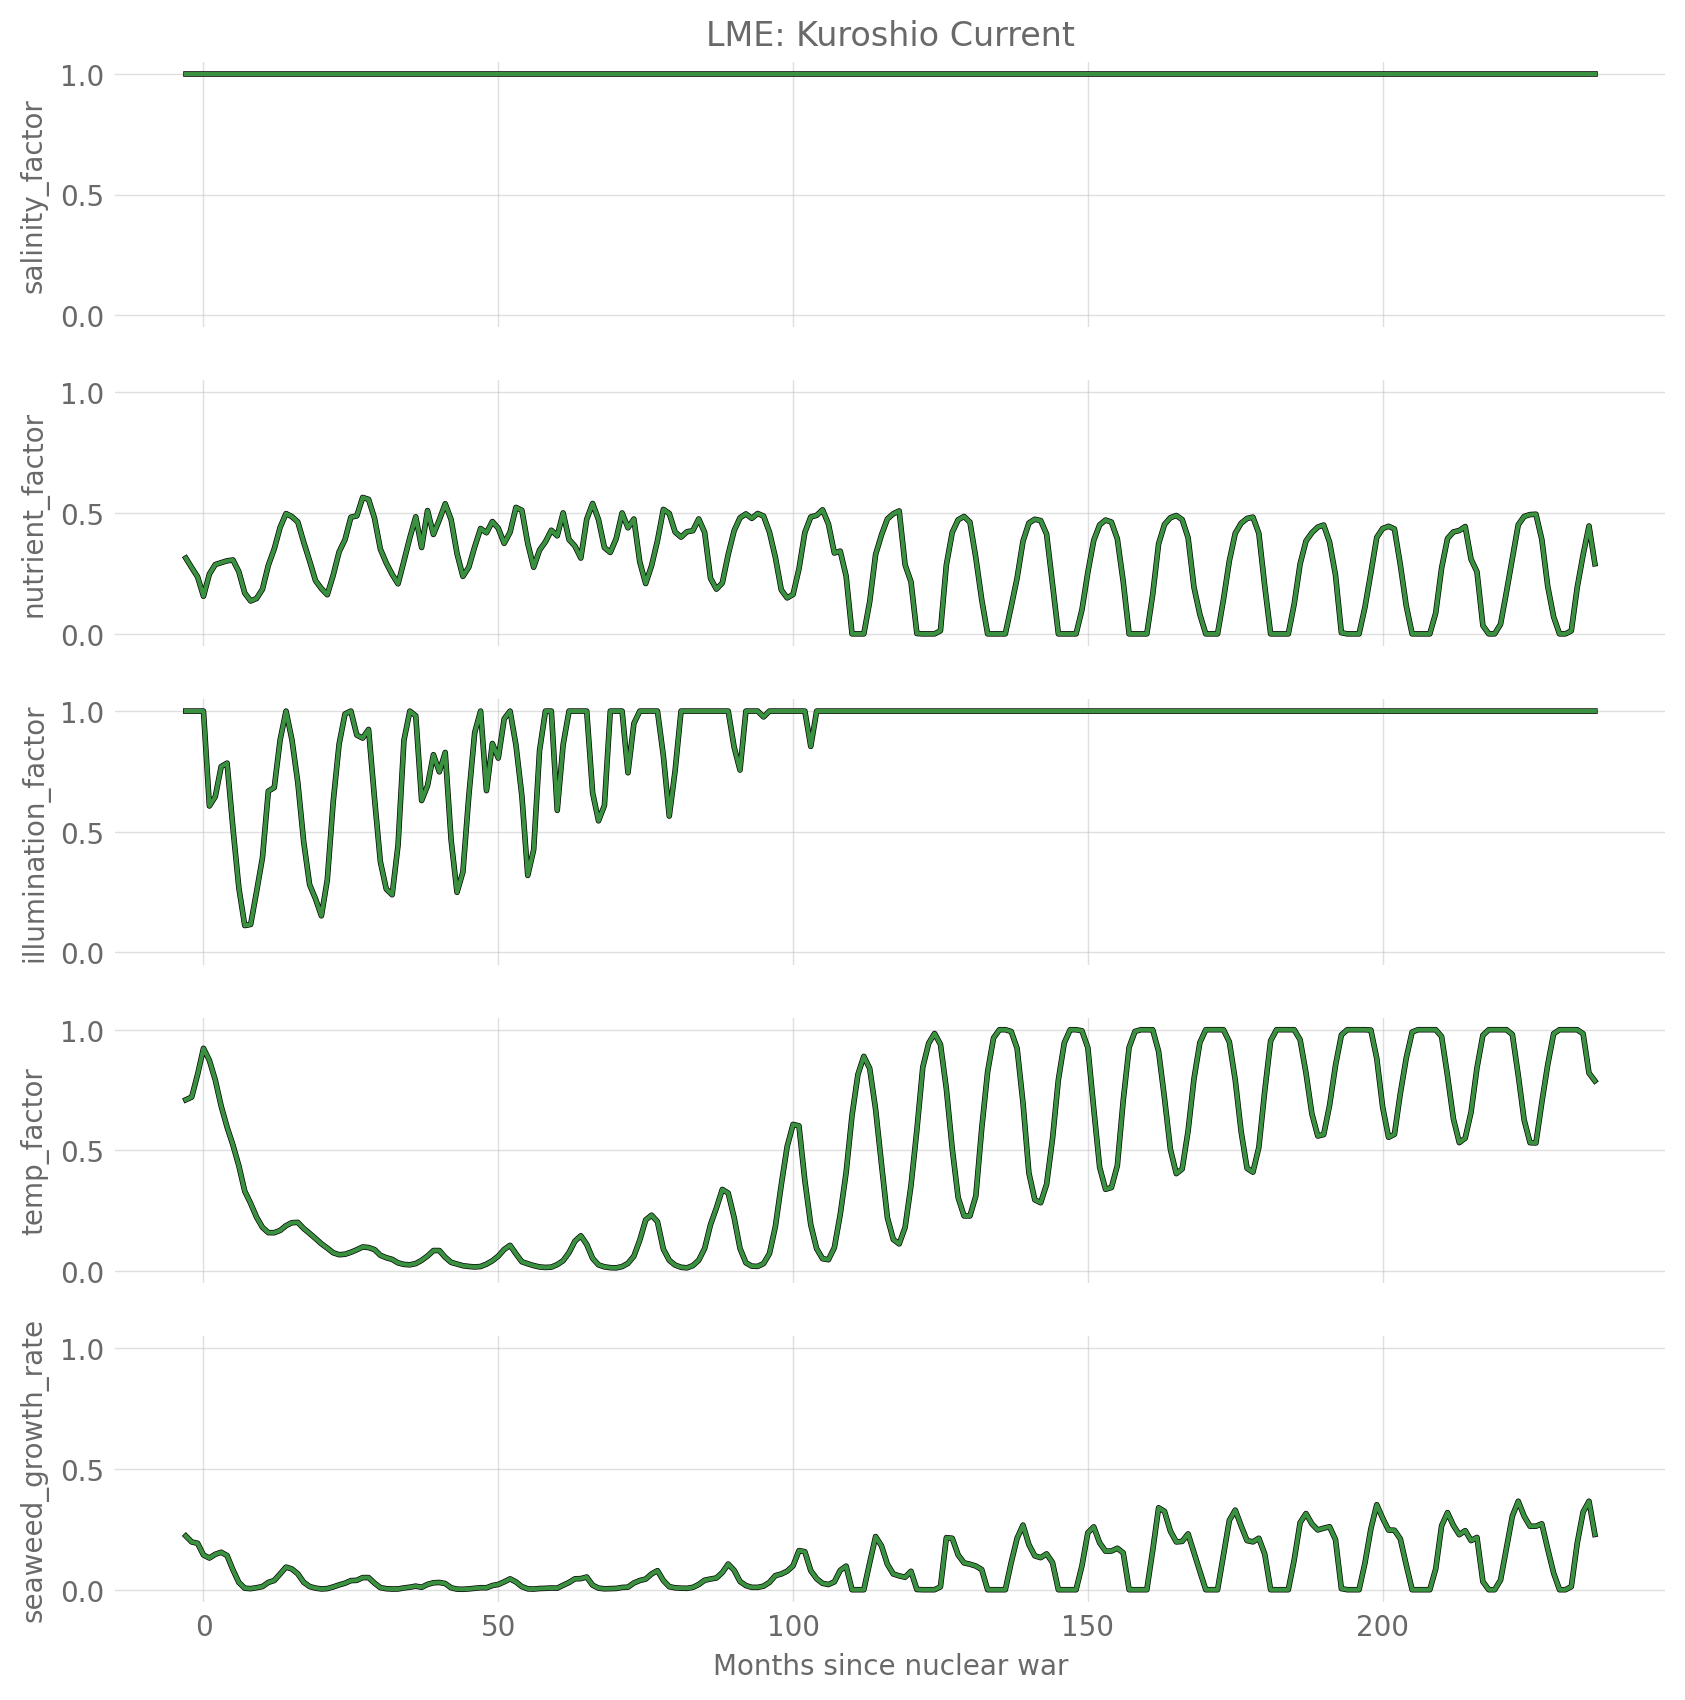 LME: Kuroshio Current
1.0
0.5
0.0
salinity_factor
1.0
0.5
0.0
nutrient_factor
1.0
0.5
0.0
illumination_factor
1.0
0.5
0.0
temp_factor
1.0
0.5
0.0
seaweed_growth_rate
0 50 100 150 200
Months since nuclear war